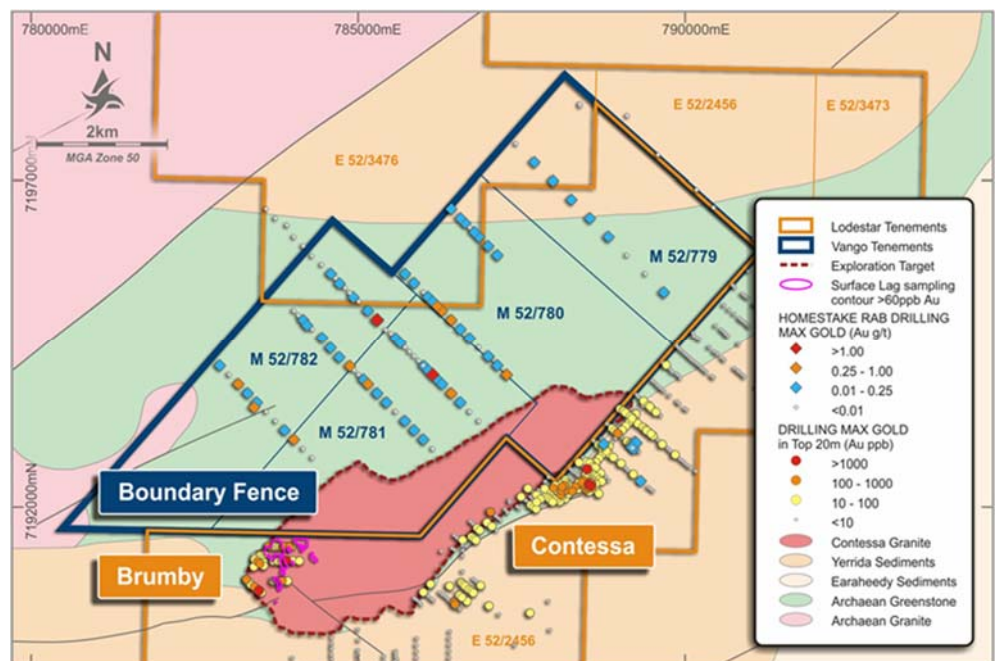 780000mE
785000mE
790000mE
N
2km
MGA Zone 50
7197000mN
7192000mN
E 52/2456
E 52/3473
E 52/3476
M 52/779
M 52/780
M 52/782
M 52/781
Boundary Fence
Brumby
Contessa
E 52/2456
Lodestar Tenements
Vango Tenements
Exploration Target
Surface Lag sampling
contour >60ppb Au
HOMESTAKE RAB DRILLING
MAX GOLD (Au g/t)
>1.00
0.25 - 1.00
0.01 - 0.25
<0.01
DRILLING MAX GOLD
in Top 20m (Au ppb)
>1000
100 - 1000
10 - 100
<10
Contessa Granite
Yerrida Sediments
Earaheedy Sediments
Archaean Greenstone
Archaean Granite